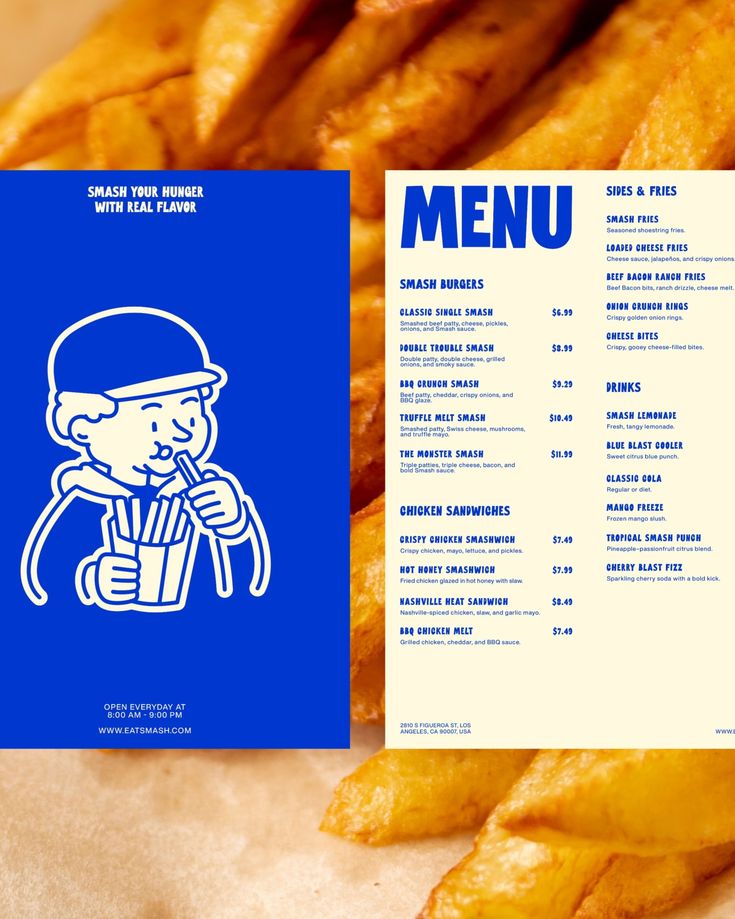 SMASH YOUR HUNGER
WITH REAL FLAVOR
OPEN EVERYDAY AT
8:00 AM - 9:00 PM
WWW.EATSMASH.COM
MENU
SMASH BURGERS
CLASSIC SINGLE SMASH $6.99
Smashed beef patty, cheese, pickles,
onions, and Smash sauce.
DOUBLE TROUBLE SMASH $8.99
Double patty, double cheese, grilled
onions, and smoky sauce.
BBQ CRUNCH SMASH $9.29
Beef patty, cheddar, crispy onions, and
BBQ glaze.
TRUFFLE MELT SMASH $10.49
Smashed patty, Swiss cheese, mushrooms,
and truffle mayo.
THE MONSTER SMASH $11.99
Triple patties, triple cheese, bacon, and
bold Smash sauce.
CHICKEN SANDWICHES
CRISPY CHICKEN SMASHWICH $7.49
Crispy chicken, mayo, lettuce, and pickles.
HOT HONEY SMASHWICH $7.99
Fried chicken glazed in hot honey with slaw.
NASHVILLE HEAT SANDWICH $8.49
Nashville-spiced chicken, slaw, and garlic mayo.
BBQ CHICKEN MELT $7.49
Grilled chicken, cheddar, and BBQ sauce.
2810 S FIGUEROA ST, LOS
ANGELES, CA 90007, USA
SIDES & FRIES
SMASH FRIES
Seasoned shoestring fries.
LOADED CHEESE FRIES
Cheese sauce, jalapeños, and crispy onions
BEEF BACON RANCH FRIES
Beef Bacon bits, ranch drizzle, cheese melt.
ONION CRUNCH RINGS
Crispy golden onion rings.
CHEESE BITES
Crispy, gooey cheese-filled bites.
DRINKS
SMASH LEMONADE
Fresh, tangy lemonade.
BLUE BLAST COOLER
Sweet citrus blue punch.
CLASSIC COLA
Regular or diet.
MANGO FREEZE
Frozen mango slush.
TROPICAL SMASH PUNCH
Pineapple-passionfruit citrus blend.
CHERRY BLAST FIZZ
Sparkling cherry soda with a bold kick.